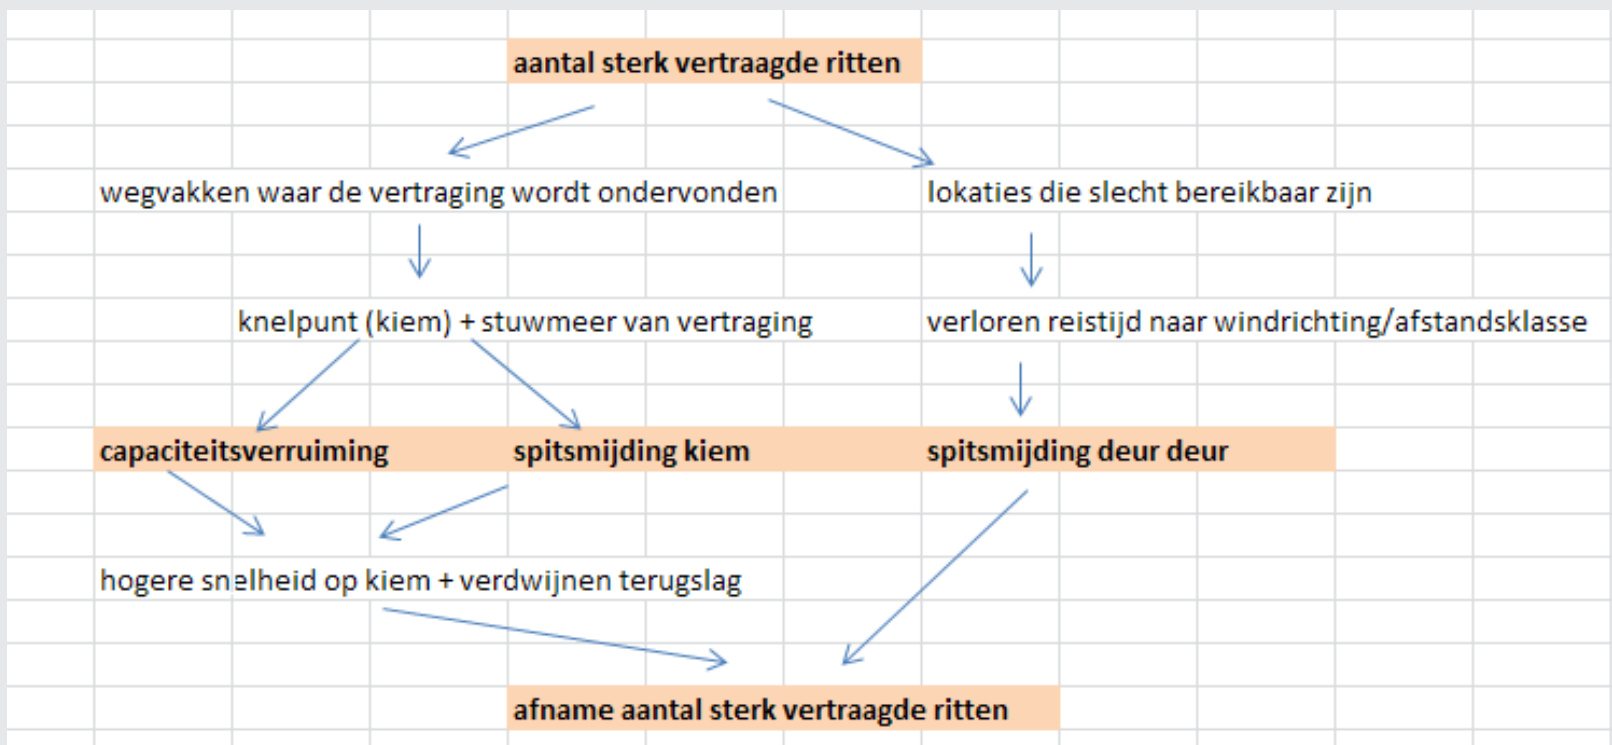 aantal sterk vertraagde ritten
wegvakken waar de vertraging wordt ondervonden
lokaties die slecht bereikbaar zijn
knelpunt (kiem) + stuwmeer van vertraging
verloren reistijd naar windrichting/afstandsklasse
capaciteitsverruiming
spitsmijding kiem
spitsmijding deur deur
hogere snelheid op kiem + verdwijnen terugslag
afname aantal sterk vertraagde ritten